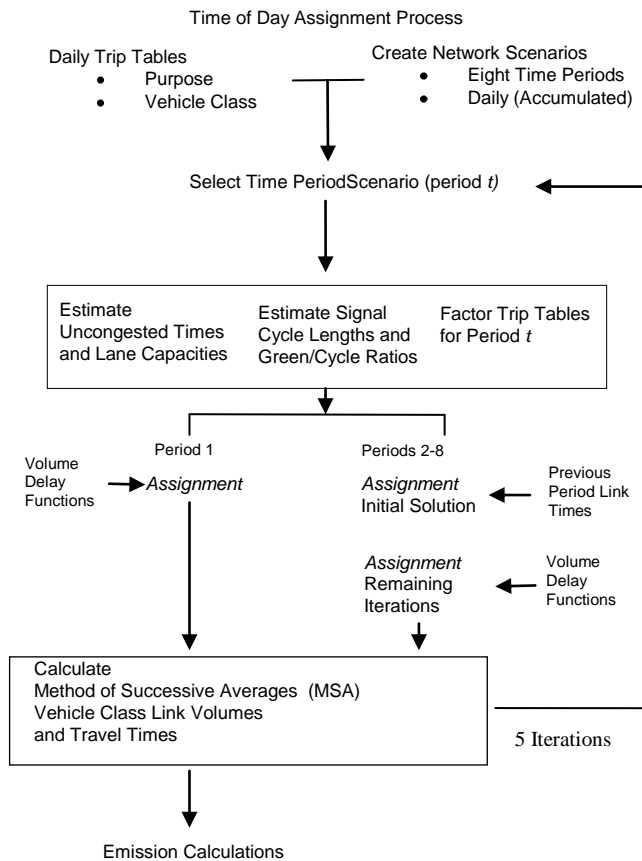 Time of Day Assignment Process
Daily Trip Tables
• Purpose
• Vehicle Class
Create Network Scenarios
• Eight Time Periods
• Daily (Accumulated)
Select Time PeriodScenario (period t)
Estimate
Uncongested Times
and Lane Capacities
Estimate Signal
Cycle Lengths and
Green/Cycle Ratios
Factor Trip Tables
for Period t
Period 1
Periods 2-8
Volume
Delay
Functions
Assignment
Assignment
Initial Solution
Previous
Period Link
Times
Assignment
Remaining
Iterations
Volume
Delay
Functions
Calculate
Method of Successive Averages (MSA)
Vehicle Class Link Volumes
and Travel Times
5 Iterations
Emission Calculations